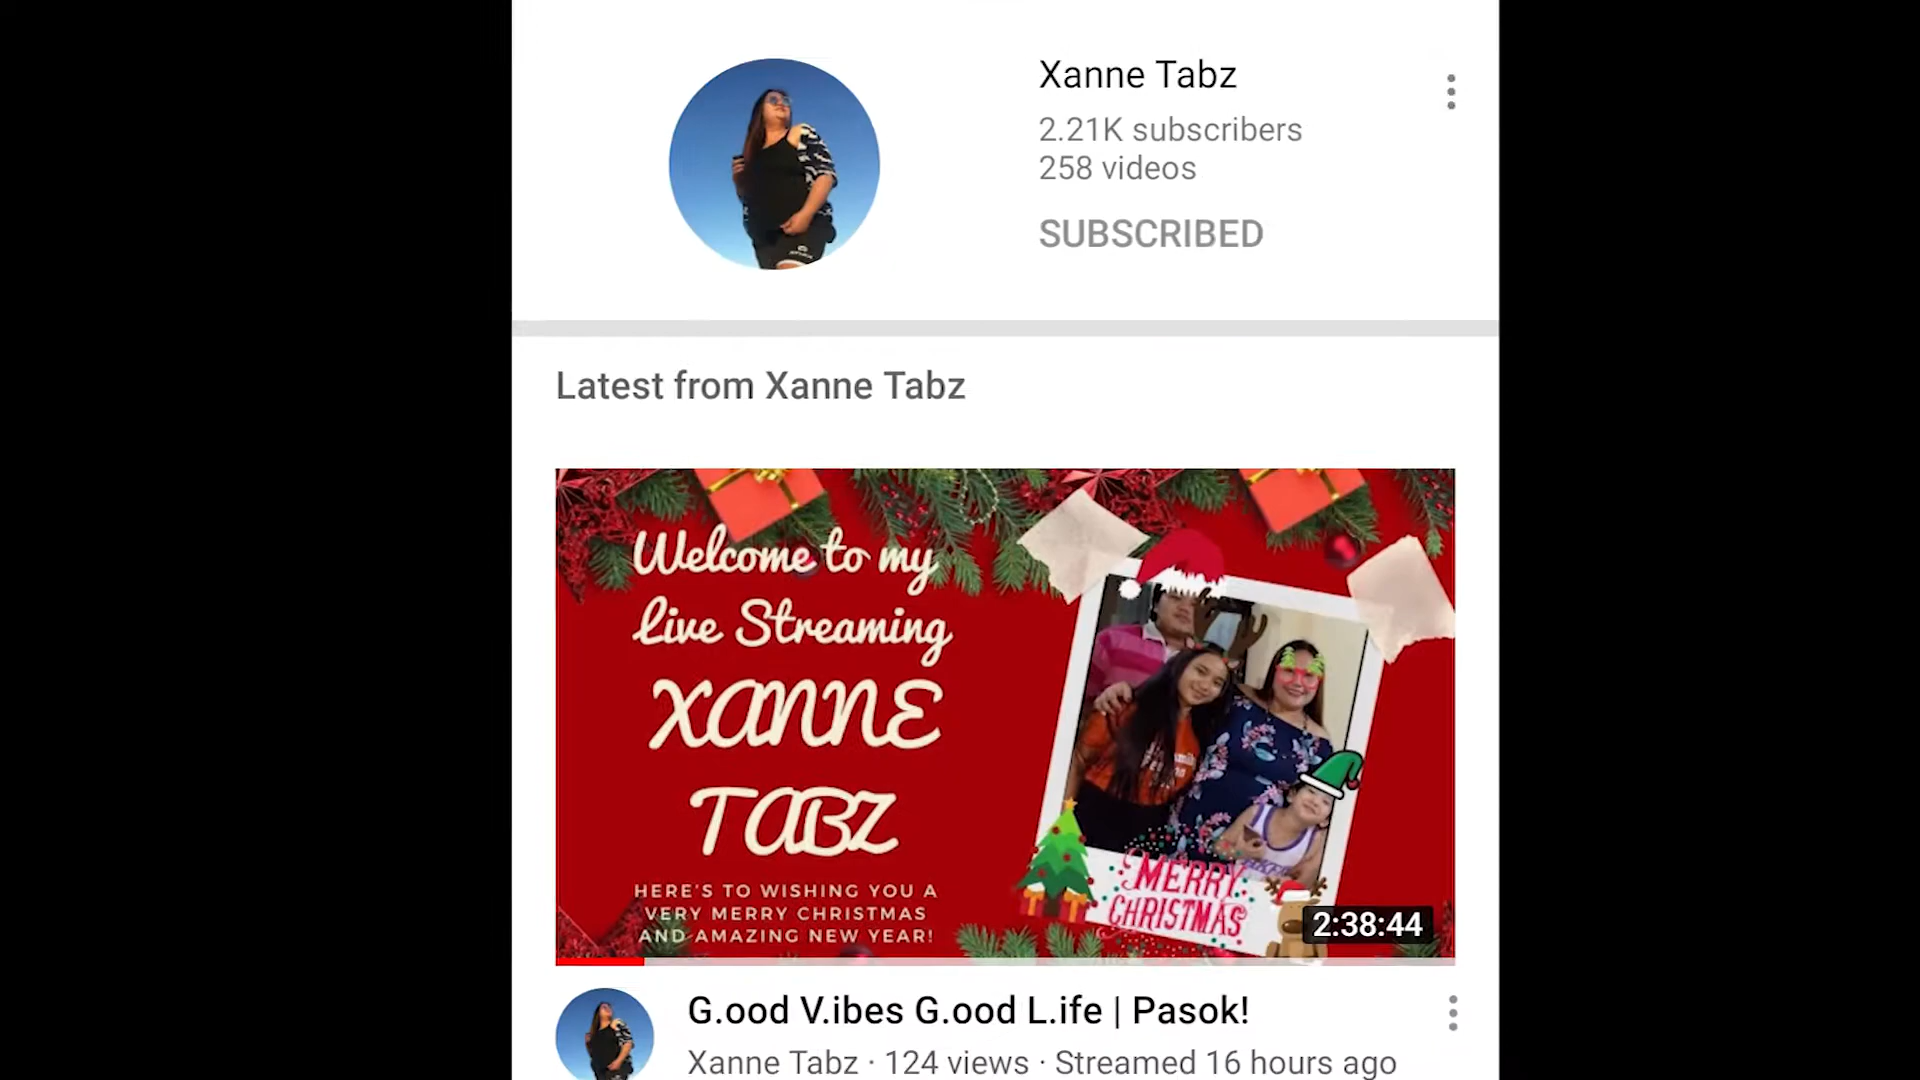 Xanne Tabz
2.21K subscribers
258 videos
SUBSCRIBED
Latest from Xanne Tabz
Welcome to my
Live Streaming
XANNE
TABZ
HERE'S TO WISHING YOU A
VERY MERRY CHRISTMAS
AND AMAZING NEW YEAR!
MERRY
CHRISTMAS
2:38:44
G.ood V.ibes G.ood L.ife | Pasok!
Xanne Tabz · 124 views · Streamed 16 hours ago